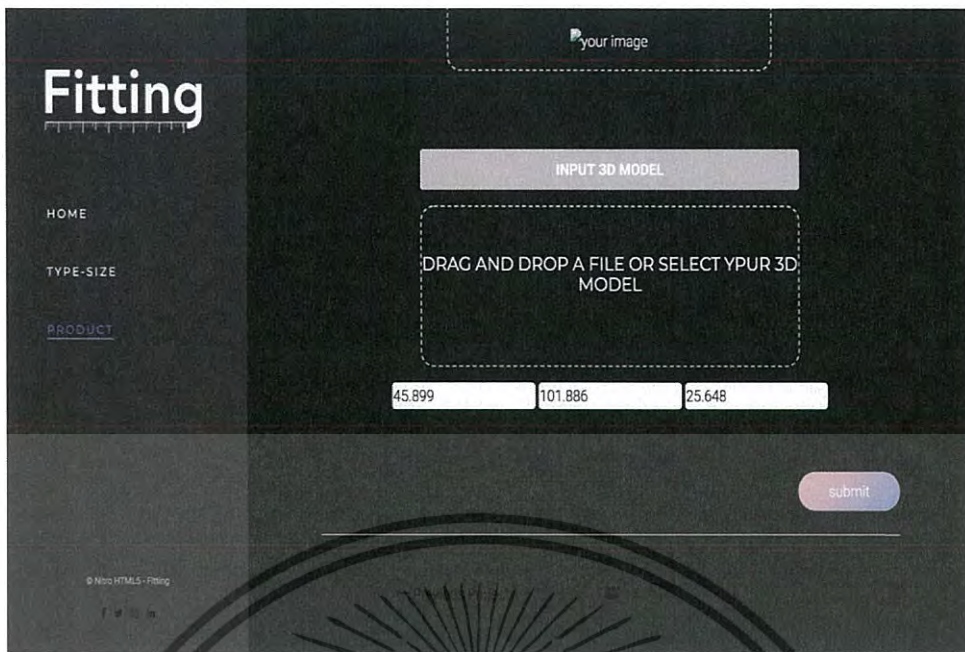 Fitting
HOME
TYPE-SIZE
PRODUCT
your image
INPUT 3D MODEL
DRAG AND DROP A FILE OR SELECT YPUR 3D
MODEL
45.899
101.886
25.648
submit
© Nitro HTML5 - Fitting